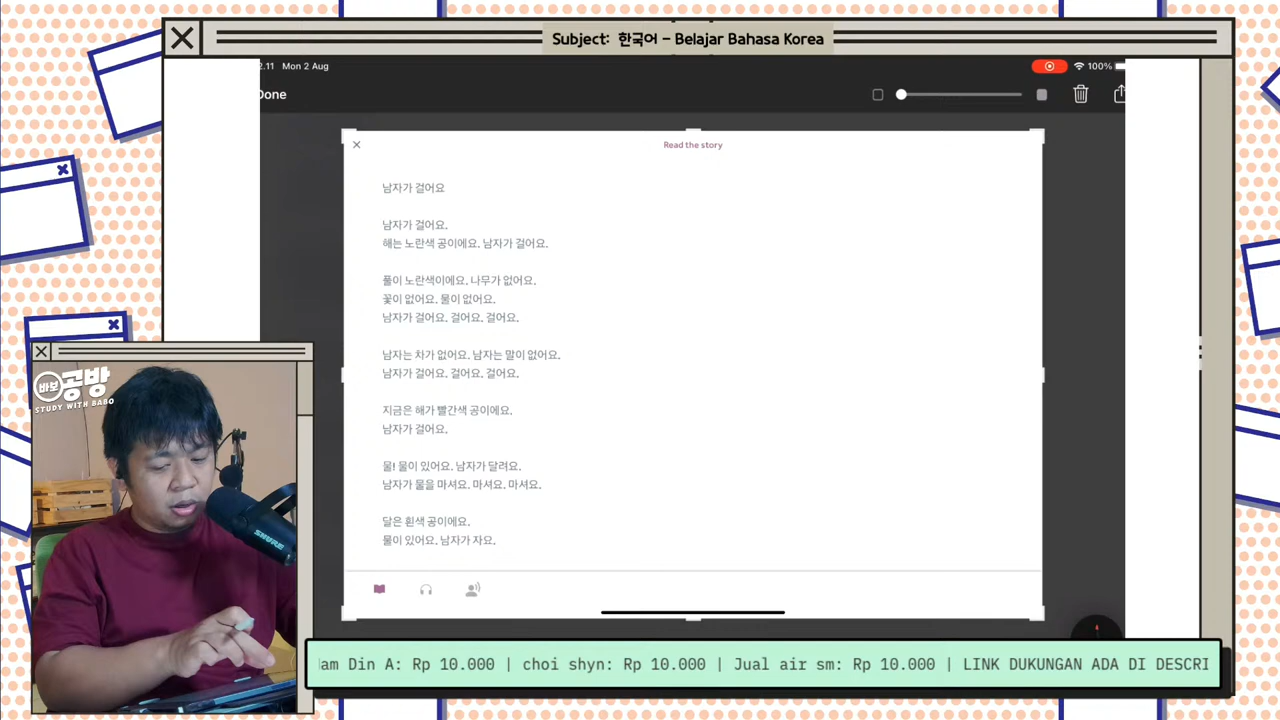 Subject: 한국어 - Belajar Bahasa Korea
2.11 Mon 2 Aug
100%
Done
Read the story
남자가 걸어요
남자가 걸어요.
해는 노란색 공이에요. 남자가 걸어요.
풀이 노란색이에요. 나무가 없어요.
꽃이 없어요. 물이 없어요.
남자가 걸어요. 걸어요. 걸어요.
남자는 차가 없어요. 남자는 말이 없어요.
남자가 걸어요. 걸어요. 걸어요.
지금은 해가 빨간색 공이에요.
남자가 걸어요.
물! 물이 있어요. 남자가 달려요.
남자가 물을 마셔요. 마셔요. 마셔요.
달은 흰색 공이에요.
물이 있어요. 남자가 자요.
바보
공방
STUDY WITH BABO
SHURE
lam Din A: Rp 10.000 | choi shyn: Rp 10.000 | Jual air sm: Rp 10.000 | LINK DUKUNGAN ADA DI DESCRI